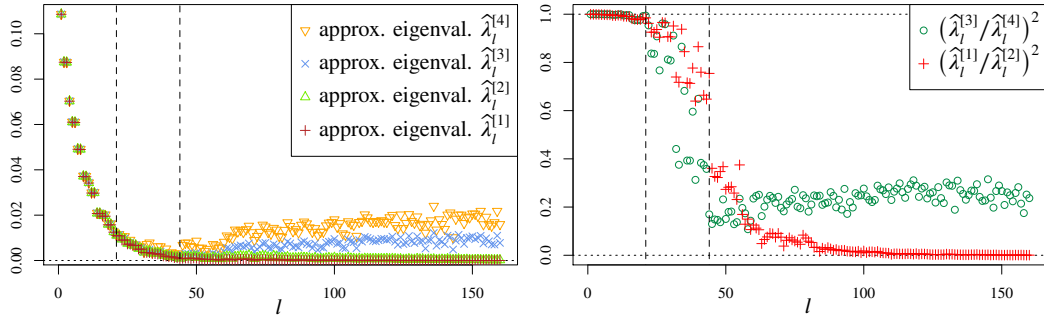 0.10
0.08
0.06
0.04
0.02
0.00
0
50
100
150
l
approx. eigenval. λ̂_l^[4]
approx. eigenval. λ̂_l^[3]
approx. eigenval. λ̂_l^[2]
approx. eigenval. λ̂_l^[1]
1.0
0.8
0.6
0.4
0.2
0.0
0
50
100
150
l
(λ̂_l^[3]/λ̂_l^[4])^2
(λ̂_l^[1]/λ̂_l^[2])^2